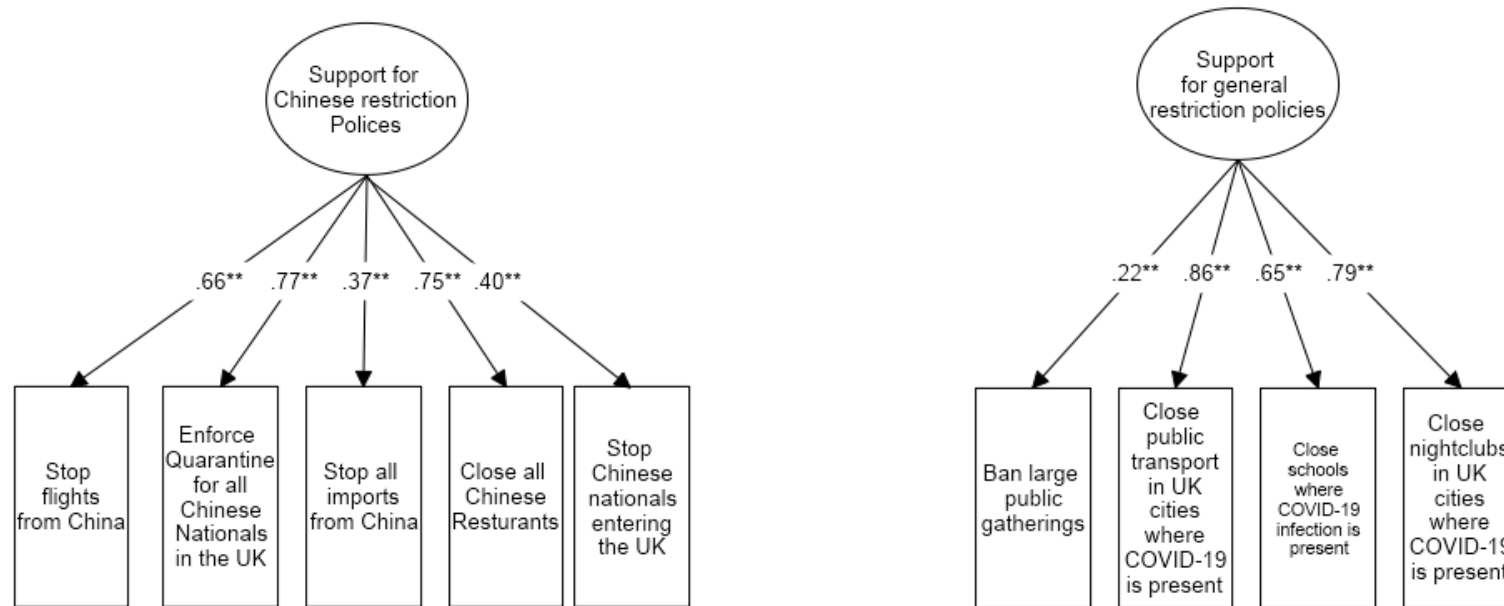 Support for
Chinese restriction
Polices
Support
for general
restriction policies
.66** .77** .37** .75** .40**
.22** .86** .65** .79**
Stop
flights
from China
Enforce
Quarantine
for all
Chinese
Nationals
in the UK
Stop all
imports
from China
Close all
Chinese
Resturants
Stop
Chinese
nationals
entering
the UK
Ban large
public
gatherings
Close
public
transport
in UK
cities
where
COVID-19
is present
Close
schools
where
COVID-19
infection is
present
Close
nightclubs
in UK
cities
where
COVID-19
is present